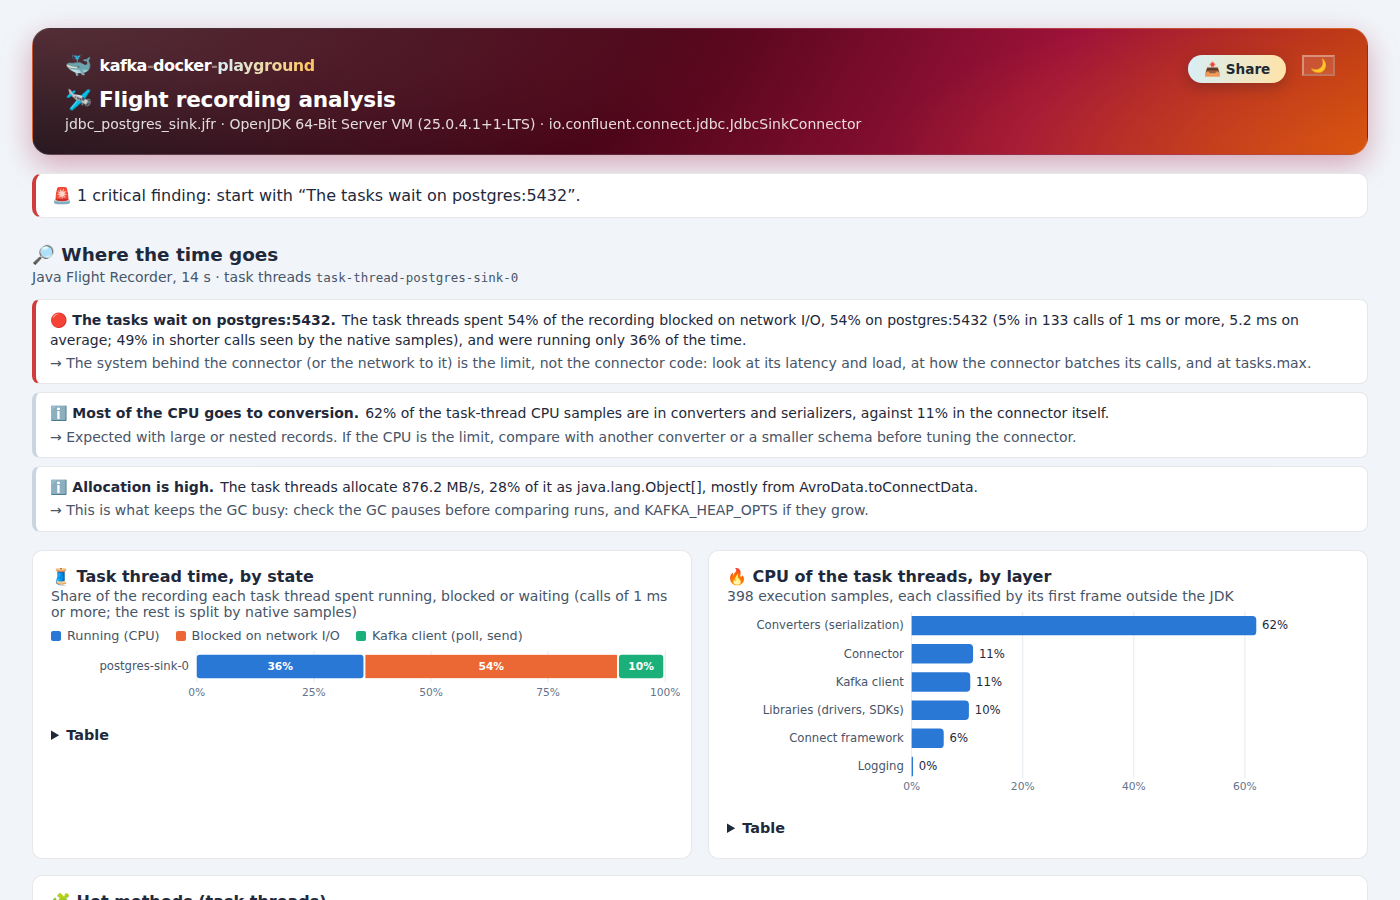 🐳 kafka-docker-playground
📤 Share
🌙
🛩️ Flight recording analysis
jdbc_postgres_sink.jfr · OpenJDK 64-Bit Server VM (25.0.4.1+1-LTS) · io.confluent.connect.jdbc.JdbcSinkConnector
🚨 1 critical finding: start with “The tasks wait on postgres:5432”.
🔎 Where the time goes
Java Flight Recorder, 14 s · task threads task-thread-postgres-sink-0
🔴 The tasks wait on postgres:5432. The task threads spent 54% of the recording blocked on network I/O, 54% on postgres:5432 (5% in 133 calls of 1 ms or more, 5.2 ms on
average; 49% in shorter calls seen by the native samples), and were running only 36% of the time.
→ The system behind the connector (or the network to it) is the limit, not the connector code: look at its latency and load, at how the connector batches its calls, and at tasks.max.
ℹ️ Most of the CPU goes to conversion. 62% of the task-thread CPU samples are in converters and serializers, against 11% in the connector itself.
→ Expected with large or nested records. If the CPU is the limit, compare with another converter or a smaller schema before tuning the connector.
ℹ️ Allocation is high. The task threads allocate 876.2 MB/s, 28% of it as java.lang.Object[], mostly from AvroData.toConnectData.
→ This is what keeps the GC busy: check the GC pauses before comparing runs, and KAFKA_HEAP_OPTS if they grow.
🧵 Task thread time, by state
Share of the recording each task thread spent running, blocked or waiting (calls of 1 ms
or more; the rest is split by native samples)
Running (CPU) Blocked on network I/O Kafka client (poll, send)
postgres-sink-0 36% 54% 10%
0% 25% 50% 75% 100%
▶ Table
🔥 CPU of the task threads, by layer
398 execution samples, each classified by its first frame outside the JDK
Converters (serialization) 62%
Connector 11%
Kafka client 11%
Libraries (drivers, SDKs) 10%
Connect framework 6%
Logging 0%
0% 20% 40% 60%
▶ Table
🧩 Hot methods (task threads)